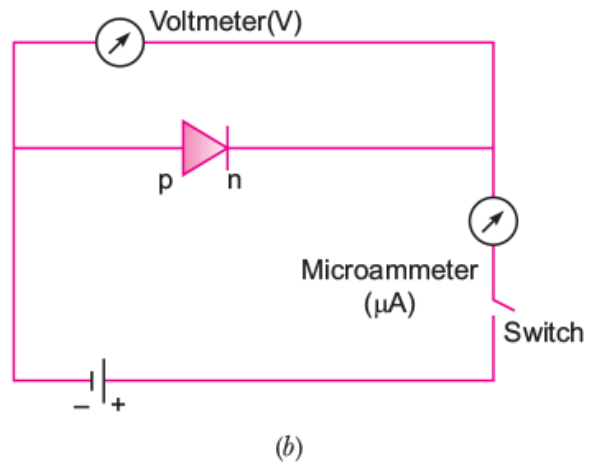 Voltmeter(V)
p n
Microammeter
(μA)
Switch
– +
(b)